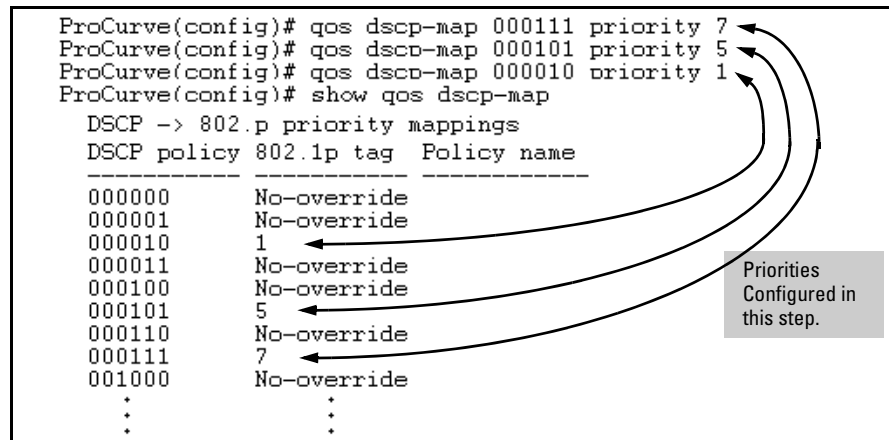 ProCurve(config)# qos dscp-map 000111 priority 7
ProCurve(config)# qos dscp-map 000101 priority 5
ProCurve(config)# qos dscp-map 000010 priority 1
ProCurve(config)# show qos dscp-map
DSCP -> 802.p priority mappings
DSCP policy 802.1p tag Policy name
----------- ------------ -------------
000000 No-override
000001 No-override
000010 1
000011 No-override
000100 No-override
000101 5
000110 No-override
000111 7
001000 No-override
Priorities
Configured in
this step.